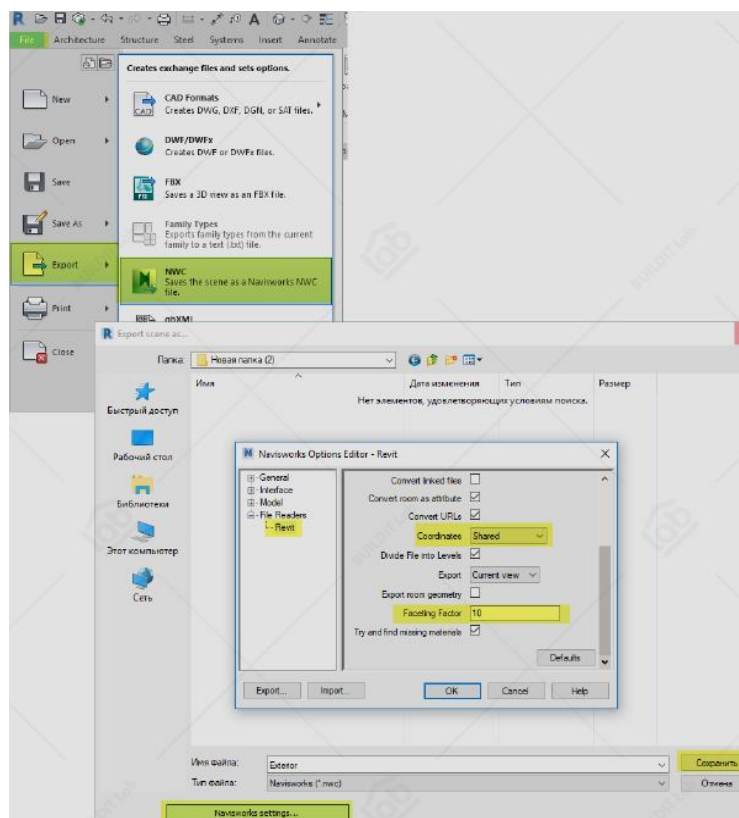 File Architecture Structure Steel Systems Insert Annotate
Creates exchange files and sets options.
New
CAD Formats
Creates DWG, DXF, DGN, or SAT files.
CAD
Open
DWF/DWFx
Creates DWF or DWFx files.
Save
FBX
Saves a 3D view as an FBX file.
Save As
Family Types
Exports family types from the current
family to a text (.txt) file.
Export
NWC
Saves the scene as a Navisworks NWC
file.
Print
gbXML
Close
Export scene as...
Папка:
Новая папка (2)
Имя
Дата изменения
Тип
Размер
Нет элементов, удовлетворяющих условиям поиска.
Быстрый доступ
Рабочий стол
Библиотеки
Этот компьютер
Сеть
Navisworks Options Editor - Revit
General
Interface
Model
File Readers
Revit
Convert linked files
Convert room as attribute
Convert URLs
Coordinates Shared
Divide File into Levels
Export Current view
Export room geometry
Faceting Factor 10
Try and find missing materials
Defaults
Export... Import... OK Cancel Help
Имя файла: Exterior Сохранить
Тип файла: Navisworks (*.nwc) Отмена
Navisworks settings...